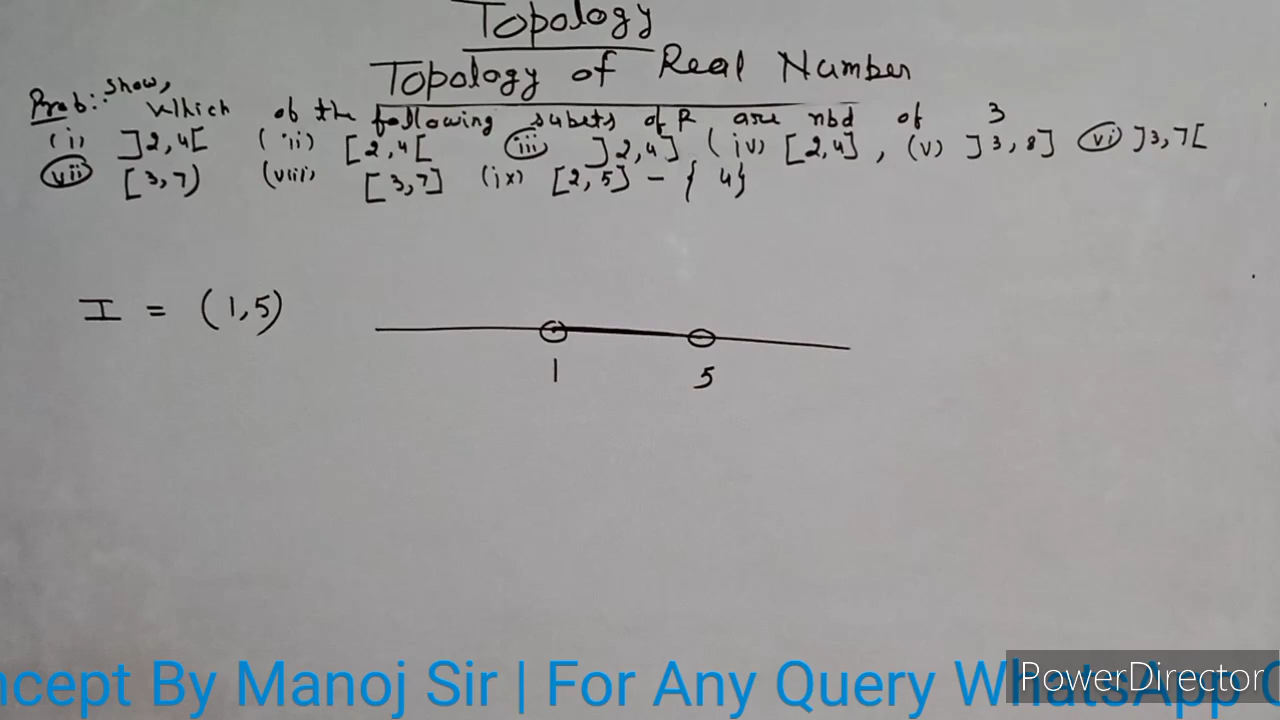 Topology
Topology of Real Number
Prob:- show, which of the following subets of R are nbd of 3
(i) ]2,4[ (ii) [2,4[ (iii) ]2,4] (iv) [2,4] , (v) ]3,8] (vi) ]3,7[
(vii) [3,7) (viii) [3,7] (ix) [2,5] - { 4}
I = (1,5)
1 5
ncept By Manoj Sir | For Any Query WhatsApp
PowerDirector